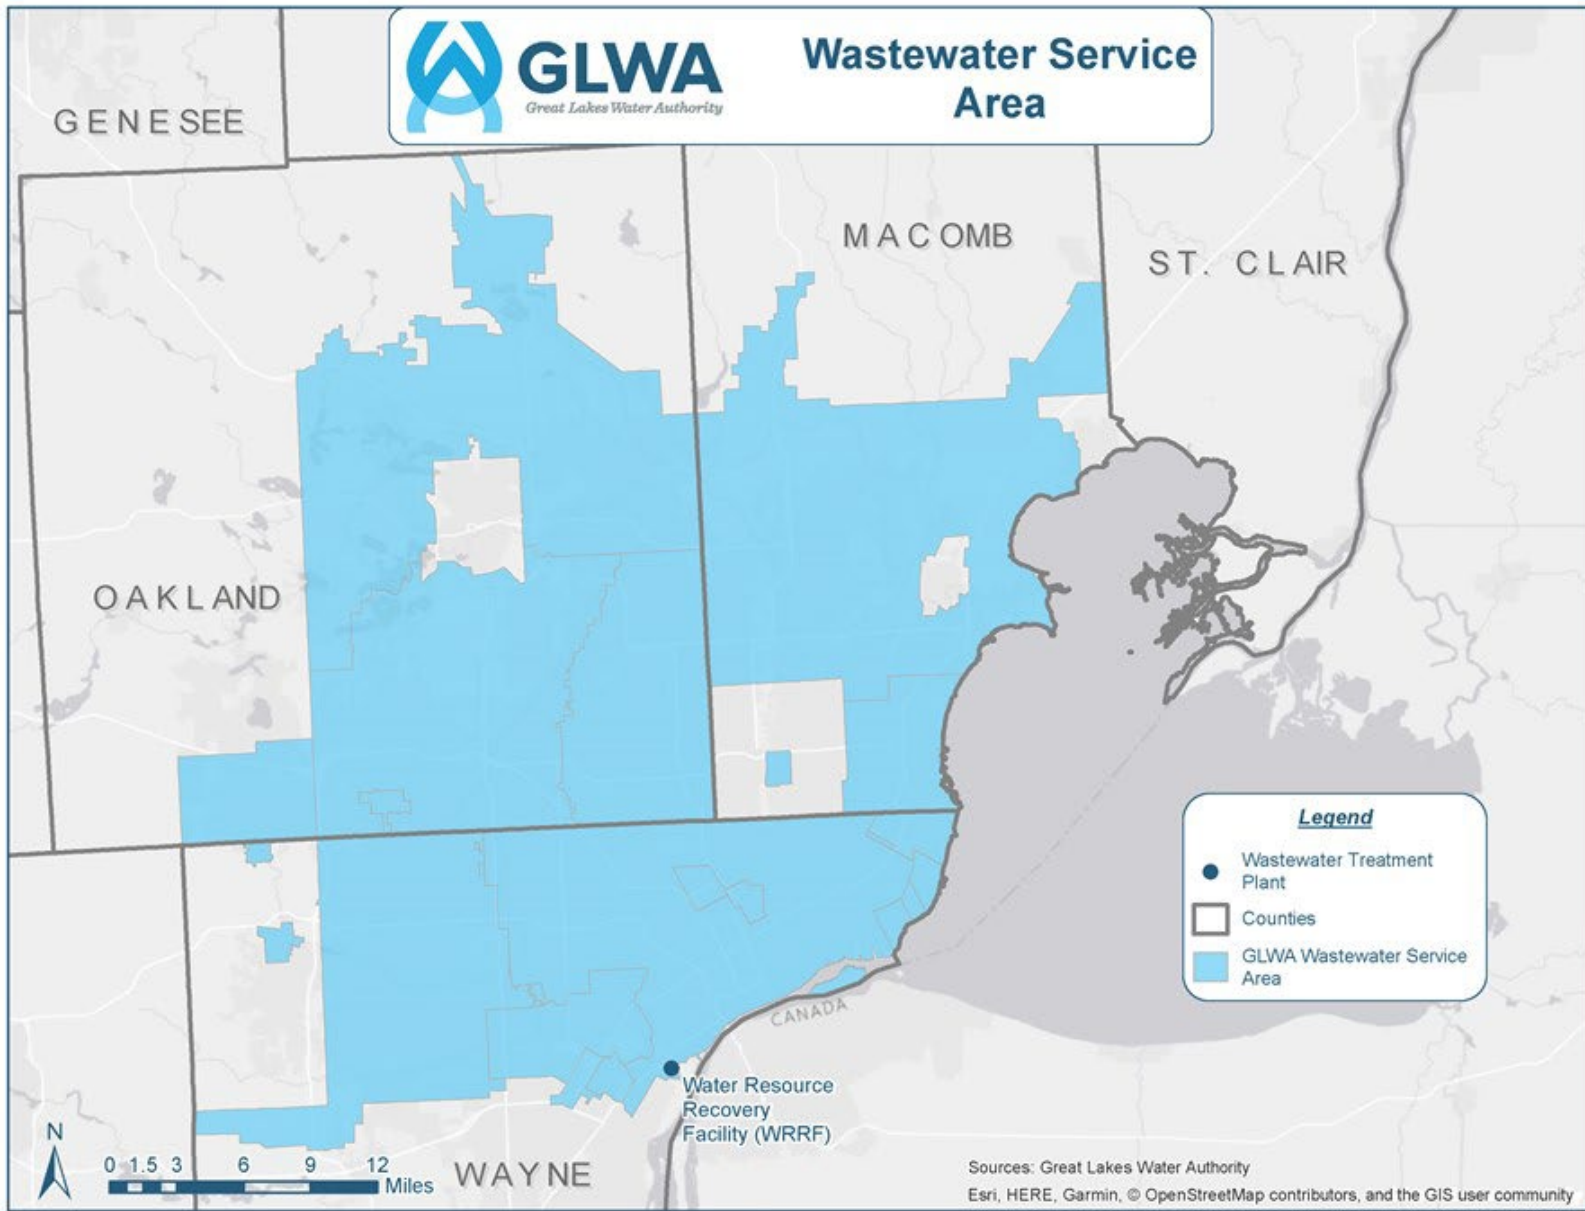 GLWA
Great Lakes Water Authority
Wastewater Service
Area
GENESEE
MACOMB
ST. CLAIR
OAKLAND
Legend
Wastewater Treatment
Plant
Counties
GLWA Wastewater Service
Area
CANADA
Water Resource
Recovery
Facility (WRRF)
WAYNE
N
0 1.5 3 6 9 12
Miles
Sources: Great Lakes Water Authority
Esri, HERE, Garmin, © OpenStreetMap contributors, and the GIS user community